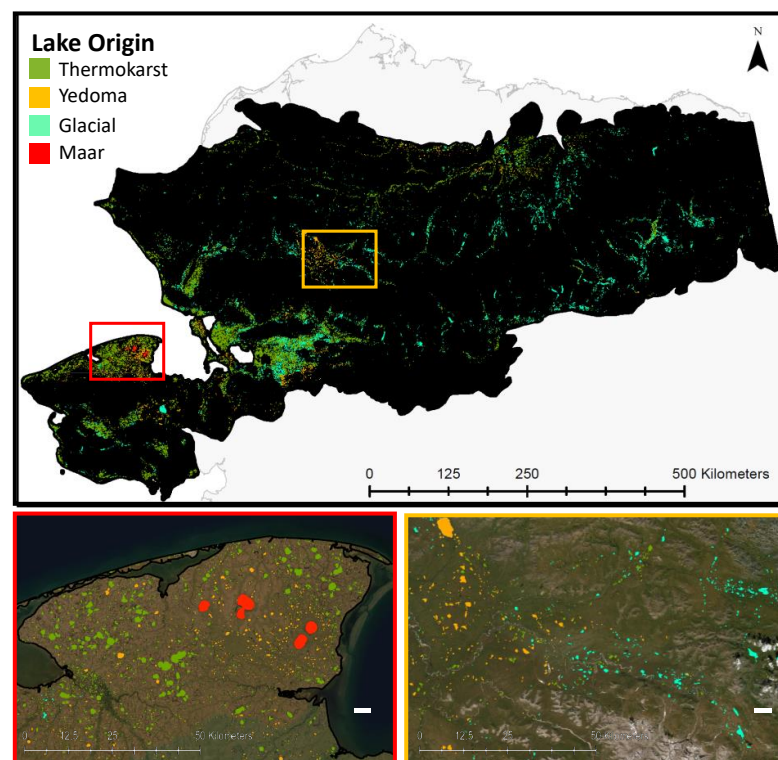 Lake Origin
Thermokarst
Yedoma
Glacial
Maar
N
0 125 250 500 Kilometers
0 12.5 25 50 Kilometers
0 12.5 25 50 Kilometers